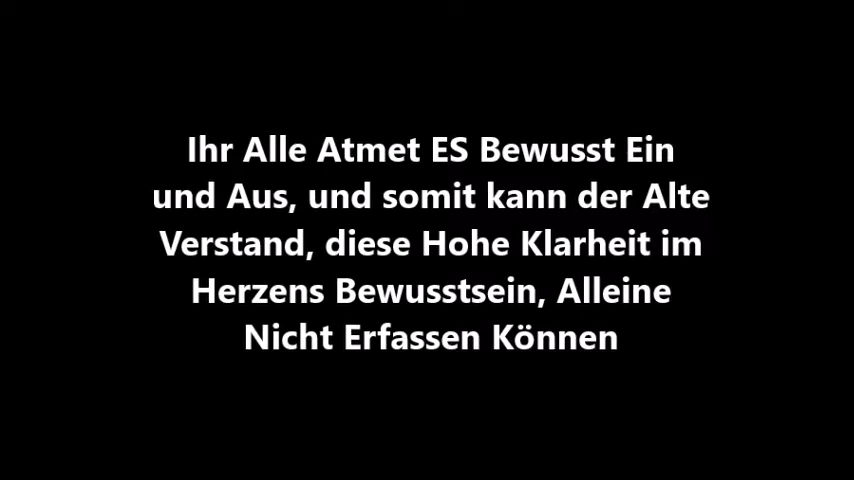 Ihr Alle Atmet ES Bewusst Ein
und Aus, und somit kann der Alte
Verstand, diese Hohe Klarheit im
Herzens Bewusstsein, Alleine
Nicht Erfassen Können